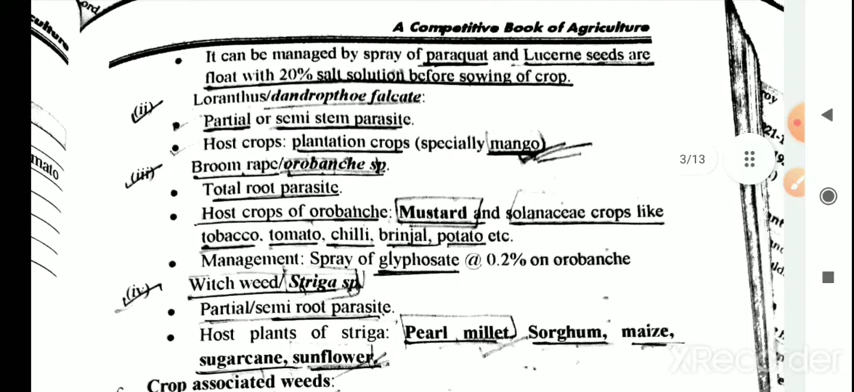 A Competitive Book of Agriculture
• It can be managed by spray of paraquat and Lucerne seeds are
float with 20% salt solution before sowing of crop.
(ii) Loranthus/dandropthoe falcate:
• Partial or semi stem parasite.
• Host crops: plantation crops (specially mango)
(iii) Broom rape/orobanche sp.
• Total root parasite.
• Host crops of orobanche: Mustard and solanaceae crops like
tobacco, tomato, chilli, brinjal, potato etc.
• Management: Spray of glyphosate @ 0.2% on orobanche
(iv) Witch weed/ Striga sp.
• Partial/semi root parasite.
• Host plants of striga: Pearl millet, Sorghum, maize,
sugarcane, sunflower.
Crop associated weeds:
3/13
XRecorder